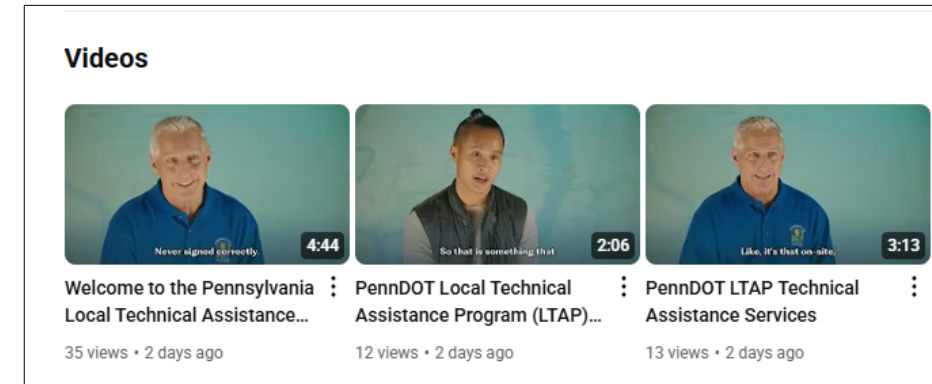 Videos
Never signed correctly.
4:44
So that is something that
2:06
Like, it's that on-site,
3:13
Welcome to the Pennsylvania
Local Technical Assistance...
35 views • 2 days ago
PennDOT Local Technical
Assistance Program (LTAP)...
12 views • 2 days ago
PennDOT LTAP Technical
Assistance Services
13 views • 2 days ago